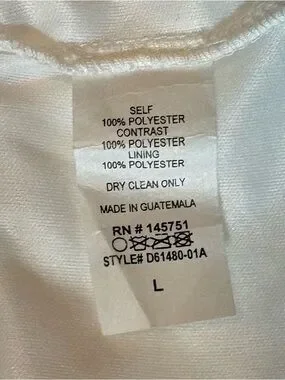 SELF
100% POLYESTER
CONTRAST
100% POLYESTER
LINING
100% POLYESTER
DRY CLEAN ONLY
MADE IN GUATEMALA
RN # 145751
STYLE# D61480-01A
L